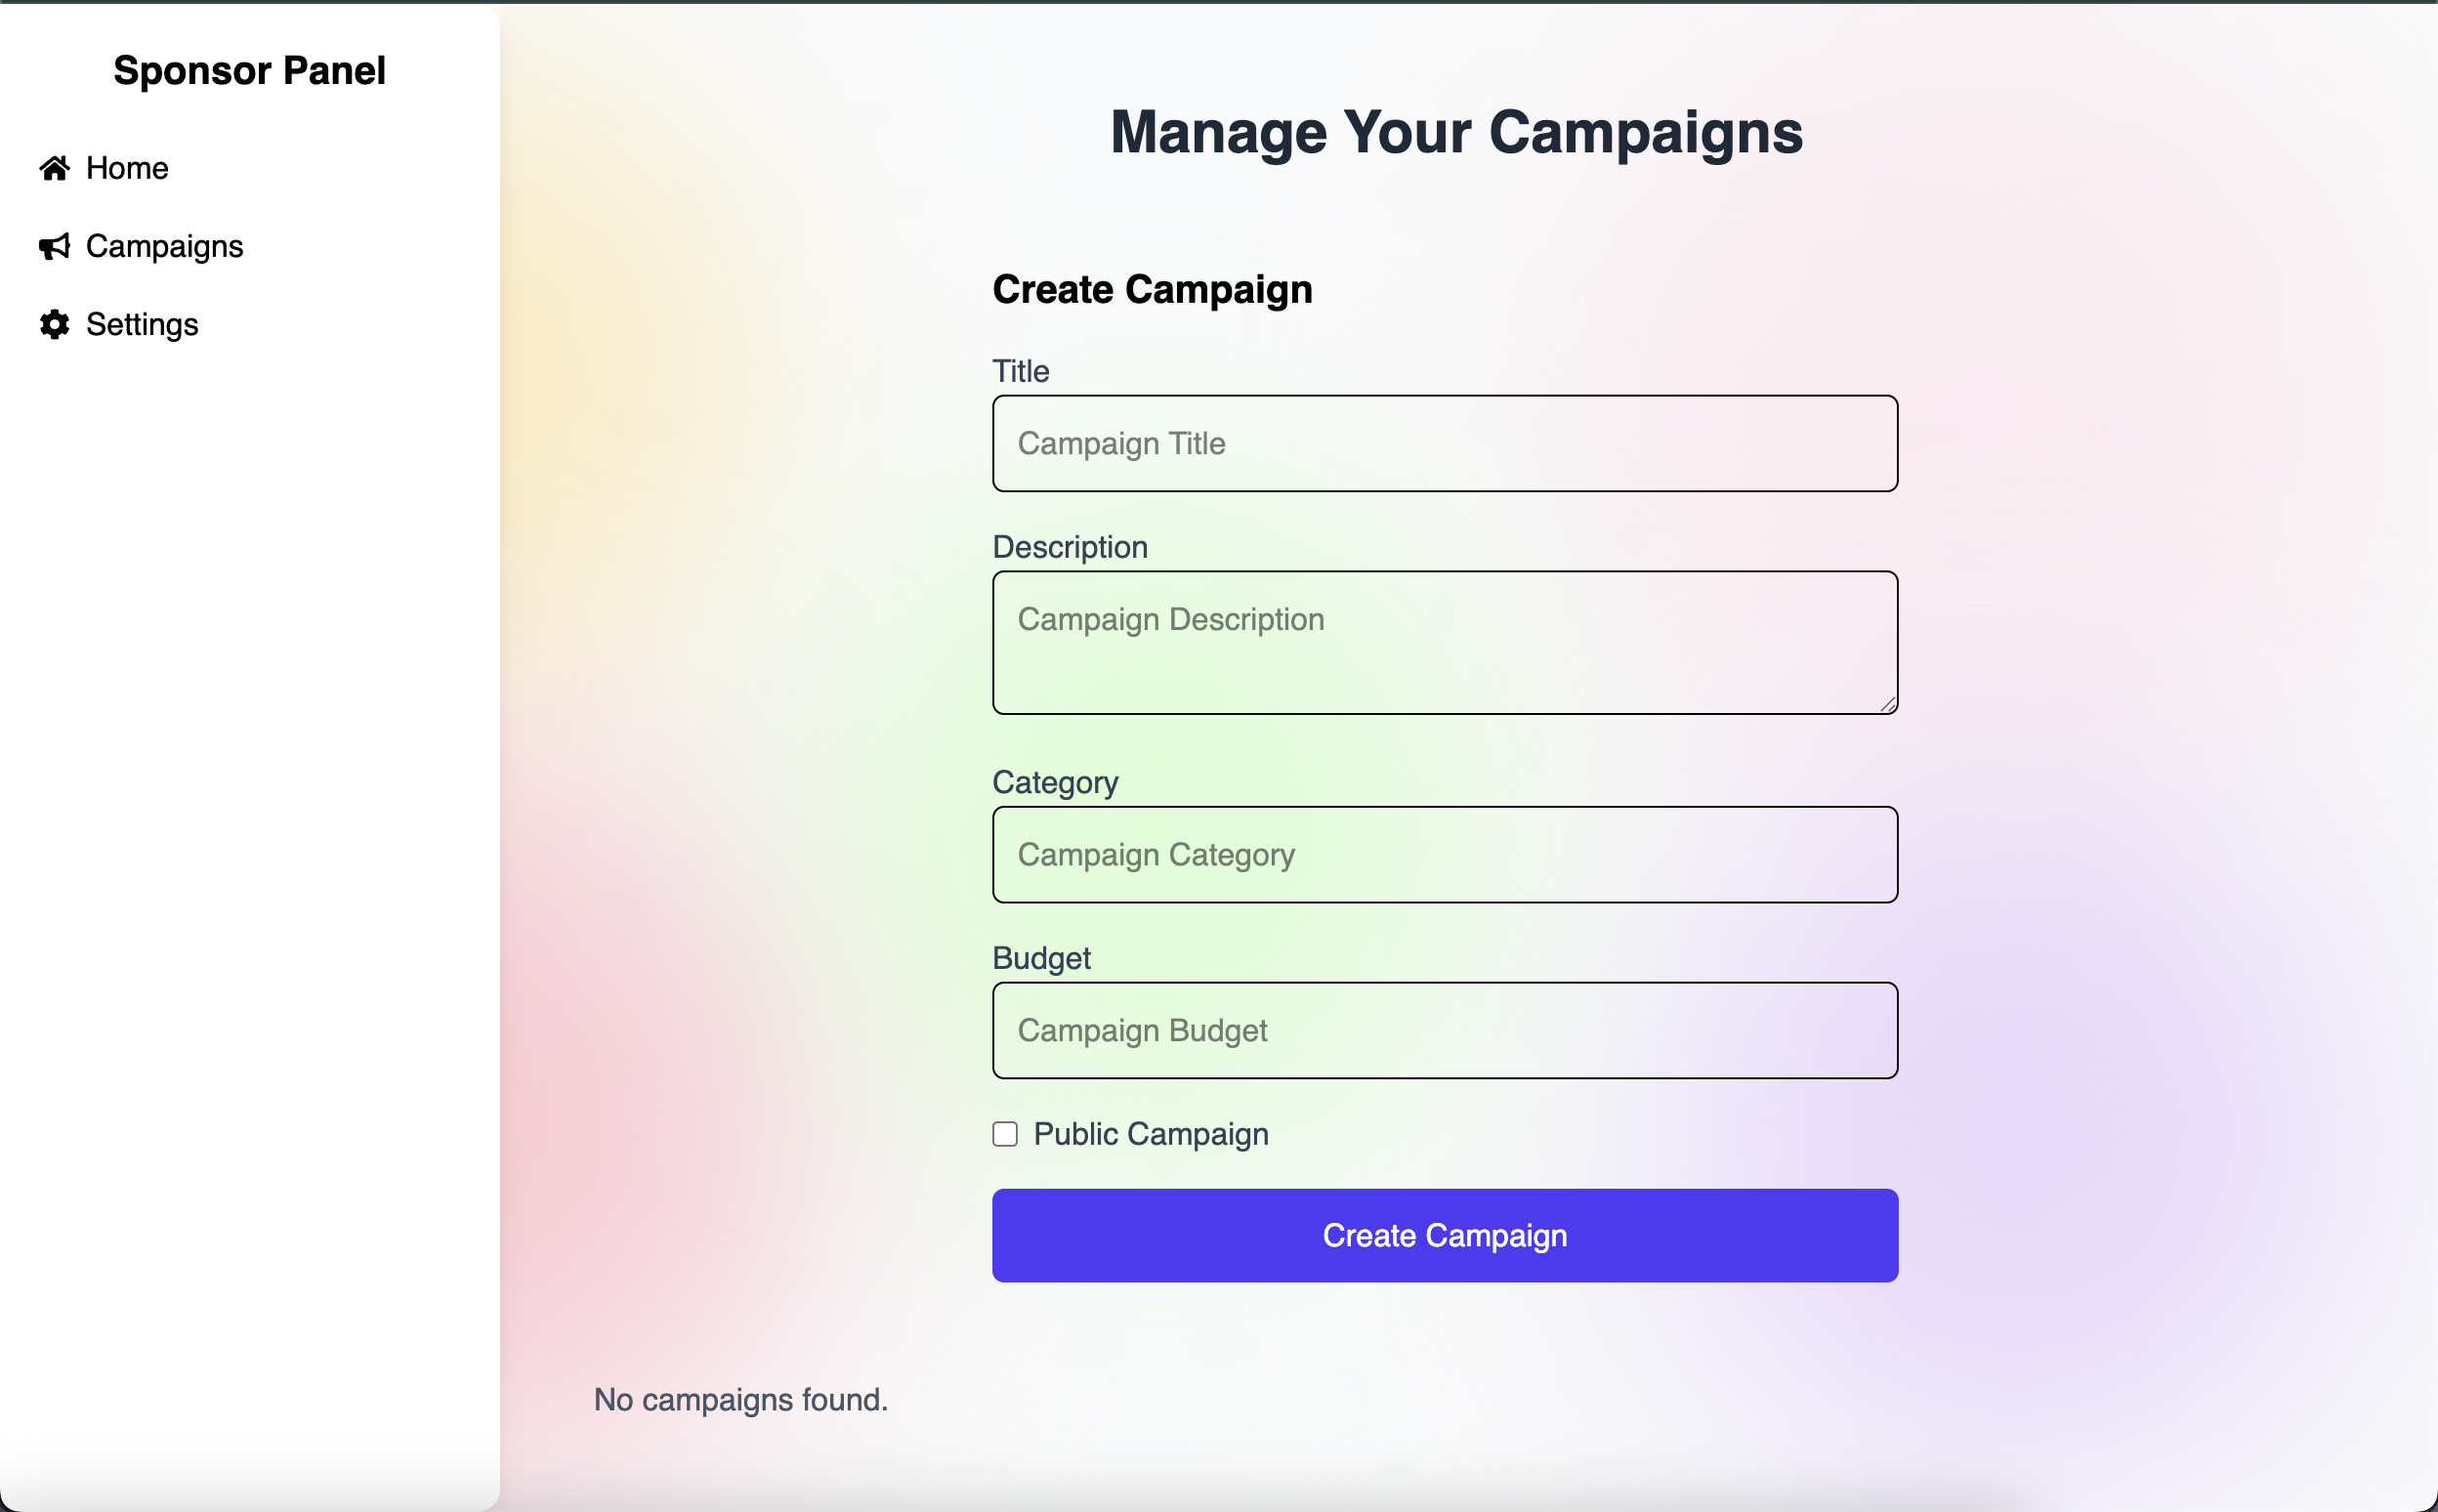 Sponsor Panel
Home
Campaigns
Settings
Manage Your Campaigns
Create Campaign
Title
Campaign Title
Description
Campaign Description
Category
Campaign Category
Budget
Campaign Budget
Public Campaign
Create Campaign
No campaigns found.